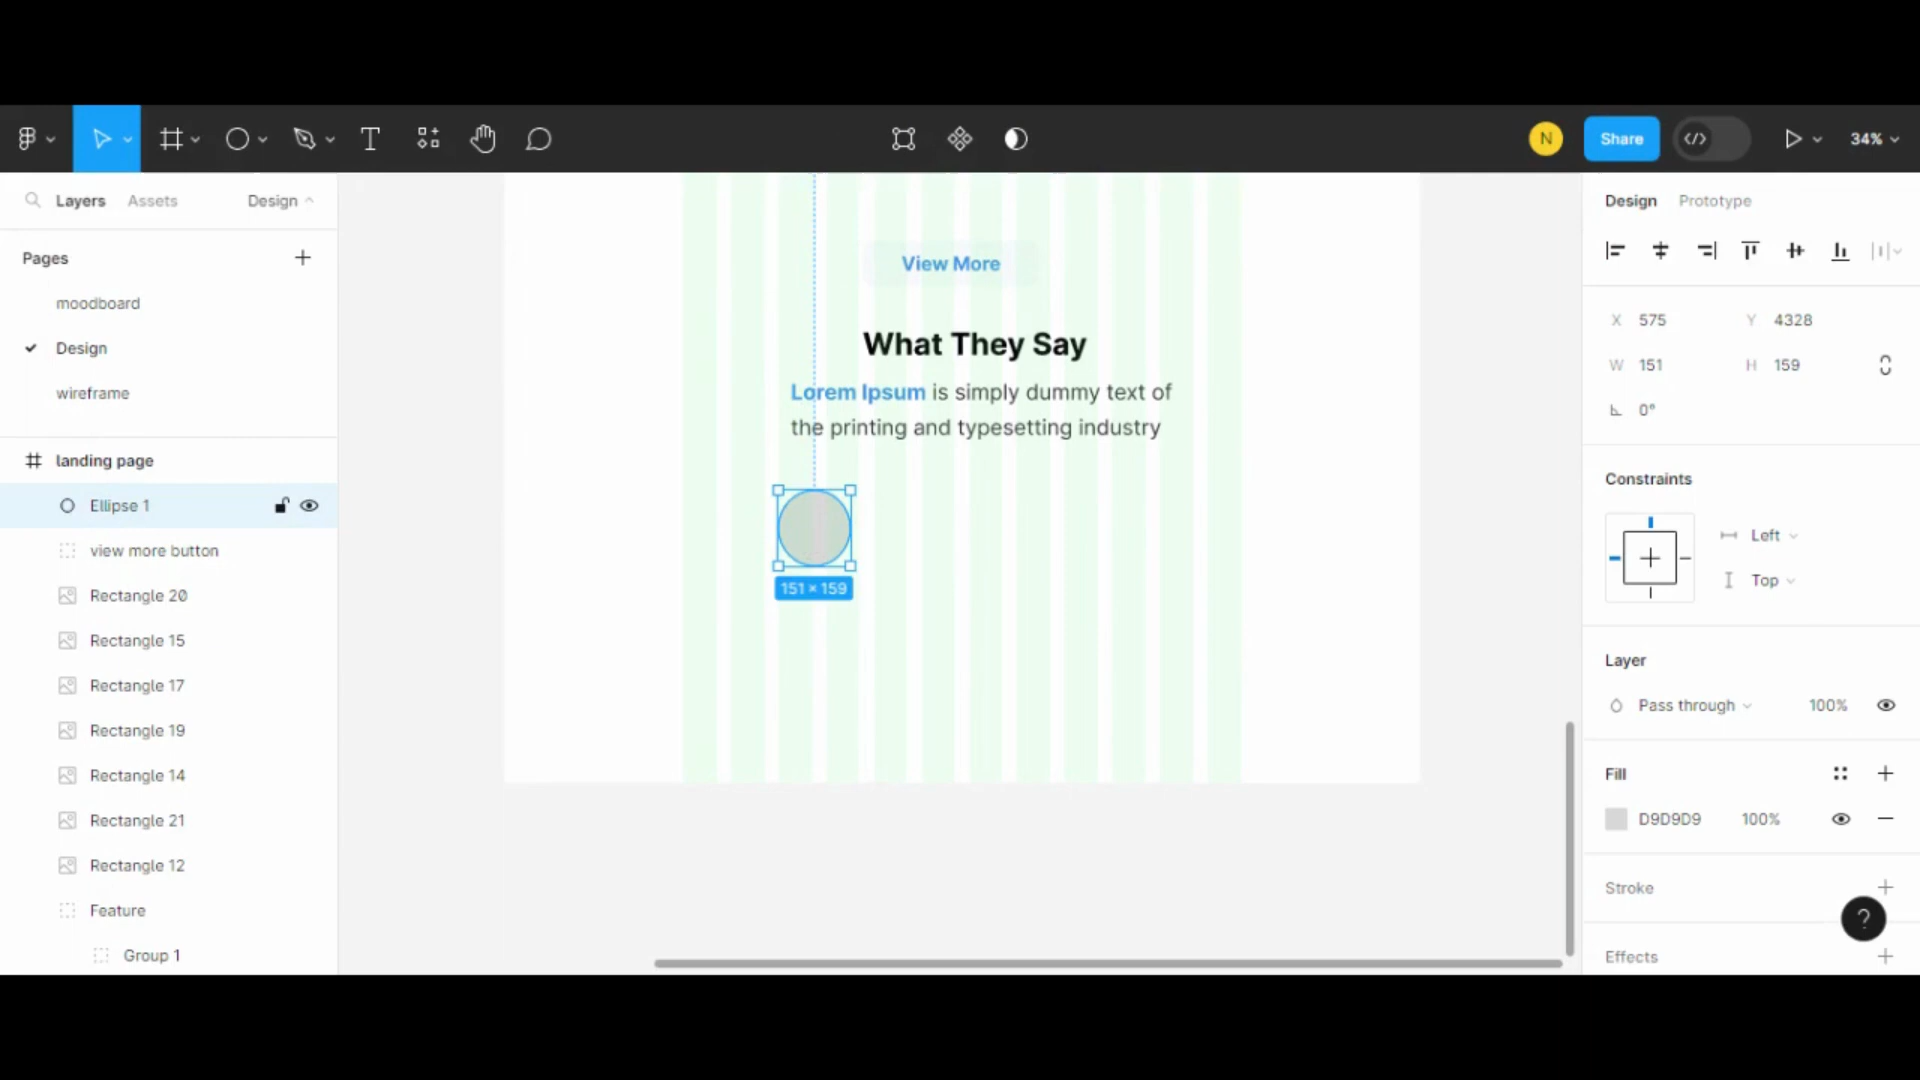 N
Share
34%
Layers
Assets
Design
Pages
moodboard
Design
wireframe
landing page
Ellipse 1
view more button
Rectangle 20
Rectangle 15
Rectangle 17
Rectangle 19
Rectangle 14
Rectangle 21
Rectangle 12
Feature
Group 1
View More
What They Say
Lorem Ipsum is simply dummy text of
the printing and typesetting industry
151 × 159
Design
Prototype
X 575 Y 4328
W 151 H 159
0°
Constraints
Left
Top
Layer
Pass through 100%
Fill
D9D9D9 100%
Stroke
?
Effects